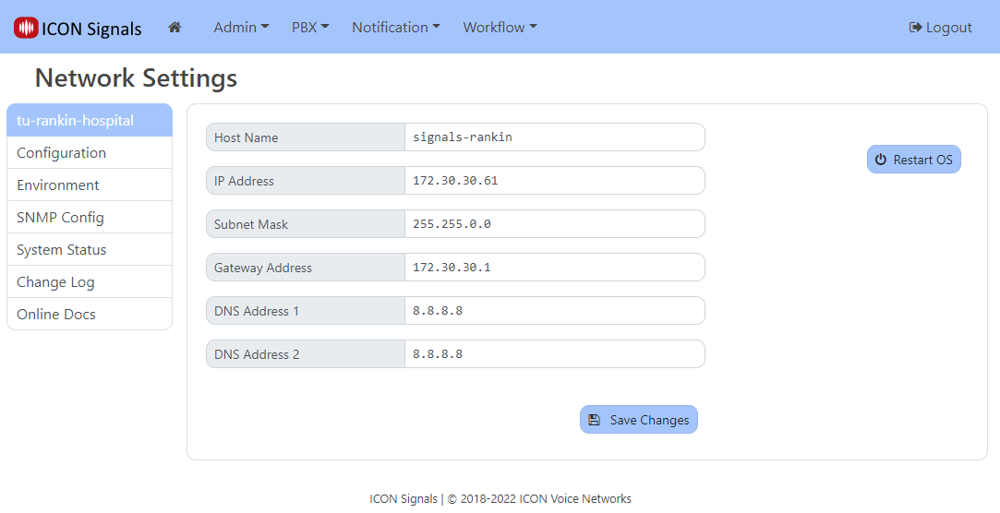 ICON Signals Admin PBX Notification Workflow Logout
Network Settings
tu-rankin-hospital
Configuration
Environment
SNMP Config
System Status
Change Log
Online Docs
Host Name signals-rankin
Restart OS
IP Address 172.30.30.61
Subnet Mask 255.255.0.0
Gateway Address 172.30.30.1
DNS Address 1 8.8.8.8
DNS Address 2 8.8.8.8
Save Changes
ICON Signals | © 2018-2022 ICON Voice Networks